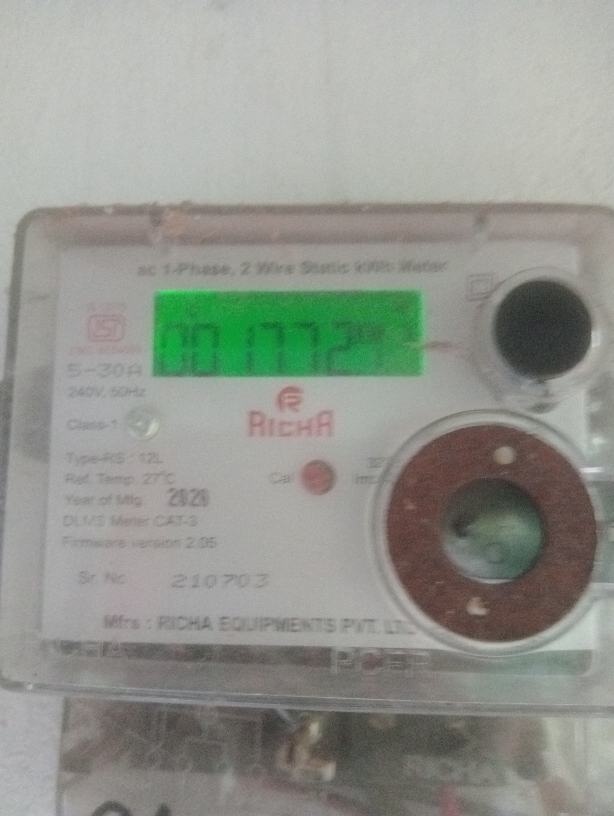 ac 1-Phase, 2 Wire Static kWh Meter
001772
5-30A
240V, 50Hz
RICHA
Class-1
Type-RS : 12L
Ref. Temp. 27°C
Cal
Year of Mfg. 2020
DLMS Meter CAT-3
Firmware version 2.05
Sr. No. 210703
Mfrs : RICHA EQUIPMENTS PVT. LTD
RICHA